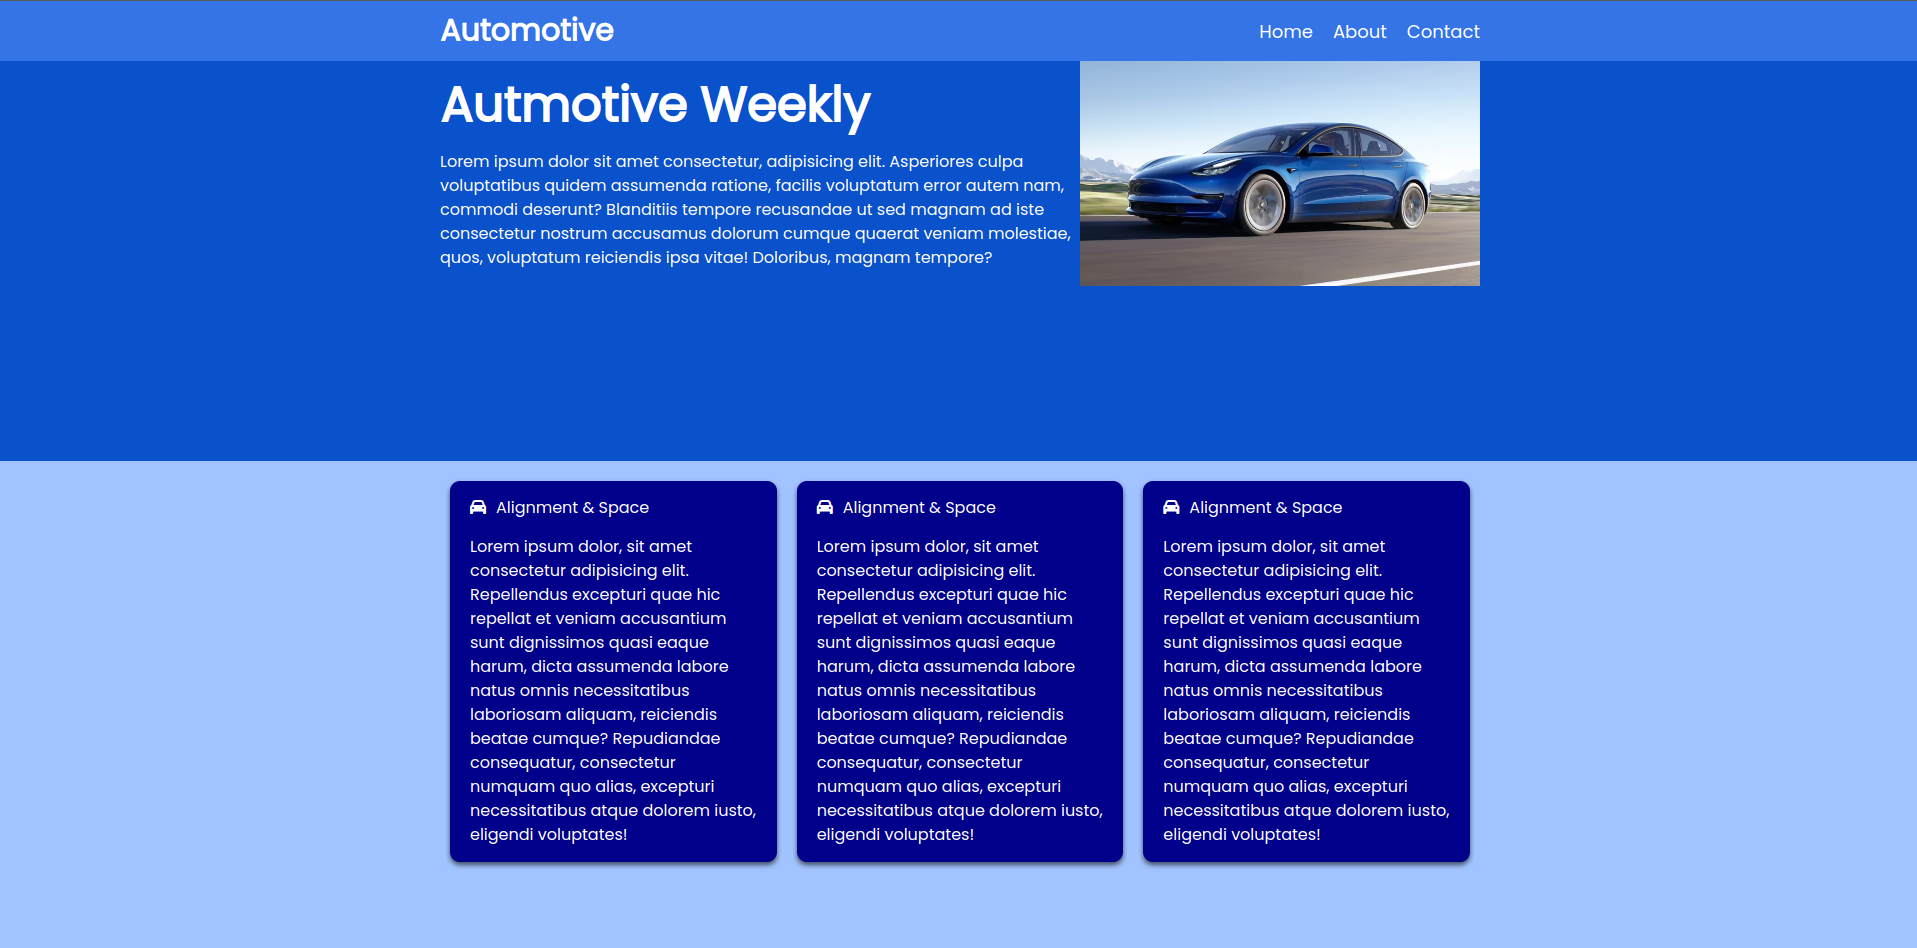 Automotive
Home About Contact
Autmotive Weekly
Lorem ipsum dolor sit amet consectetur, adipisicing elit. Asperiores culpa
voluptatibus quidem assumenda ratione, facilis voluptatum error autem nam,
commodi deserunt? Blanditiis tempore recusandae ut sed magnam ad iste
consectetur nostrum accusamus dolorum cumque quaerat veniam molestiae,
quos, voluptatum reiciendis ipsa vitae! Doloribus, magnam tempore?
Alignment & Space
Lorem ipsum dolor, sit amet
consectetur adipisicing elit.
Repellendus excepturi quae hic
repellat et veniam accusantium
sunt dignissimos quasi eaque
harum, dicta assumenda labore
natus omnis necessitatibus
laboriosam aliquam, reiciendis
beatae cumque? Repudiandae
consequatur, consectetur
numquam quo alias, excepturi
necessitatibus atque dolorem iusto,
eligendi voluptates!
Alignment & Space
Lorem ipsum dolor, sit amet
consectetur adipisicing elit.
Repellendus excepturi quae hic
repellat et veniam accusantium
sunt dignissimos quasi eaque
harum, dicta assumenda labore
natus omnis necessitatibus
laboriosam aliquam, reiciendis
beatae cumque? Repudiandae
consequatur, consectetur
numquam quo alias, excepturi
necessitatibus atque dolorem iusto,
eligendi voluptates!
Alignment & Space
Lorem ipsum dolor, sit amet
consectetur adipisicing elit.
Repellendus excepturi quae hic
repellat et veniam accusantium
sunt dignissimos quasi eaque
harum, dicta assumenda labore
natus omnis necessitatibus
laboriosam aliquam, reiciendis
beatae cumque? Repudiandae
consequatur, consectetur
numquam quo alias, excepturi
necessitatibus atque dolorem iusto,
eligendi voluptates!